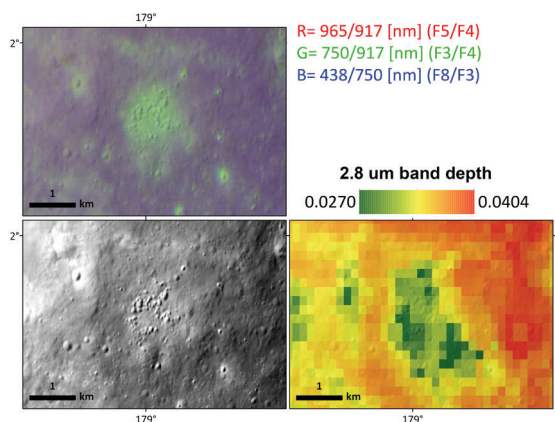 179°
2°
R= 965/917 [nm] (F5/F4)
G= 750/917 [nm] (F3/F4)
B= 438/750 [nm] (F8/F3)
1
km
2.8 um band depth
0.0270
0.0404
2°
1
km
1
km
179°
179°